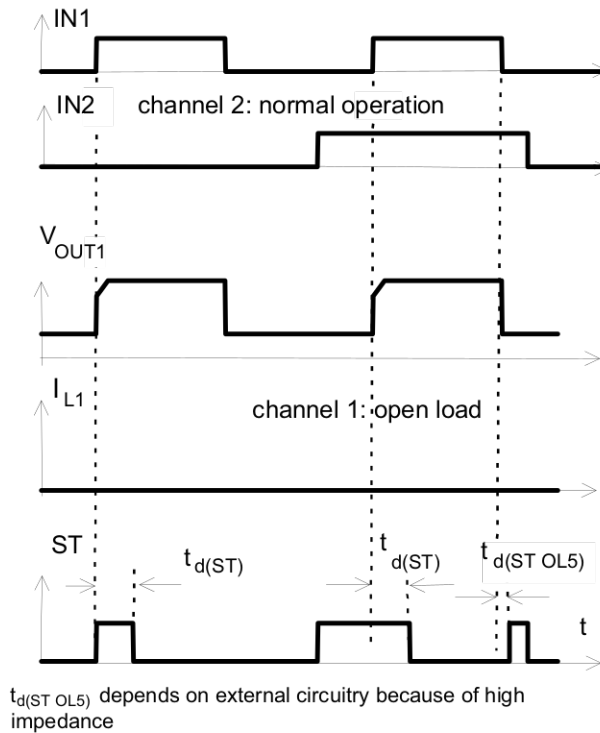 IN1
IN2 channel 2: normal operation
VOUT1
IL1
channel 1: open load
ST
td(ST)
td(ST)
td(ST OL5)
t
td(ST OL5) depends on external circuitry because of high
impedance